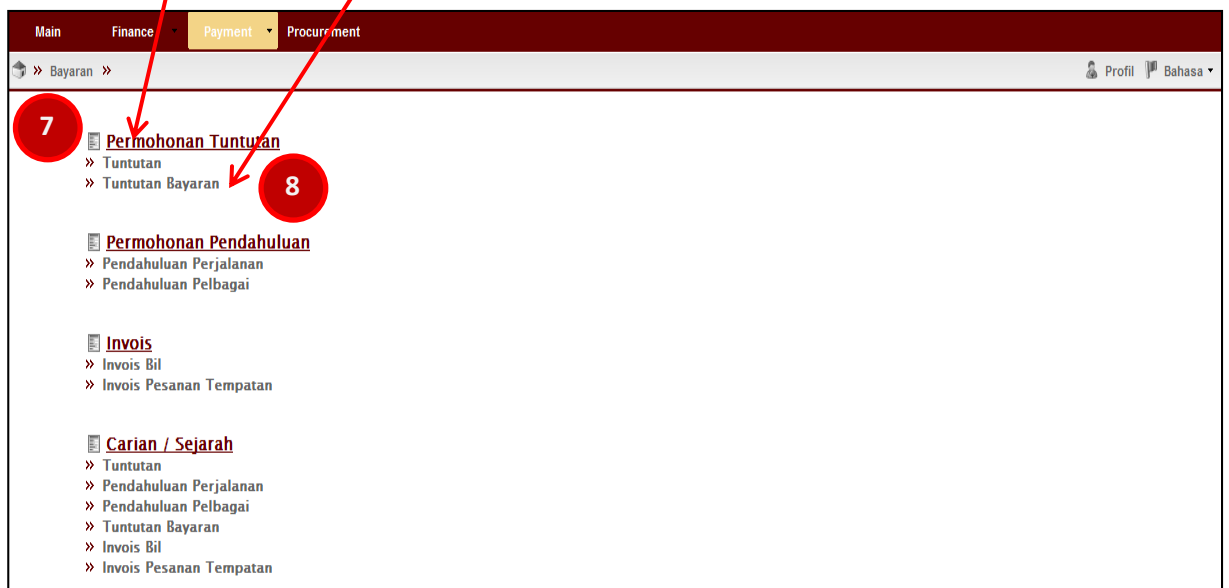 Main Finance Payment Procurement
» Bayaran » Profil Bahasa
7
Permohonan Tuntutan
» Tuntutan
» Tuntutan Bayaran
8
Permohonan Pendahuluan
» Pendahuluan Perjalanan
» Pendahuluan Pelbagai
Invois
» Invois Bil
» Invois Pesanan Tempatan
Carian / Sejarah
» Tuntutan
» Pendahuluan Perjalanan
» Pendahuluan Pelbagai
» Tuntutan Bayaran
» Invois Bil
» Invois Pesanan Tempatan